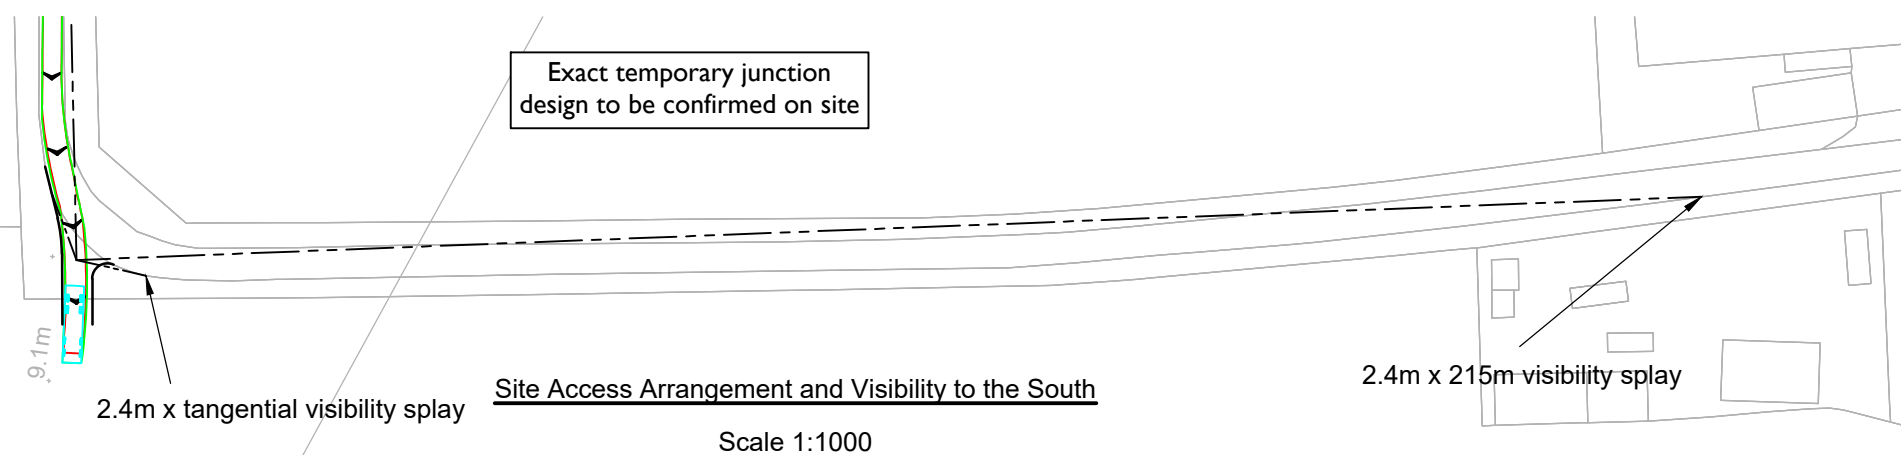 Exact temporary junction
design to be confirmed on site
9.1m
2.4m x tangential visibility splay
Site Access Arrangement and Visibility to the South
Scale 1:1000
2.4m x 215m visibility splay